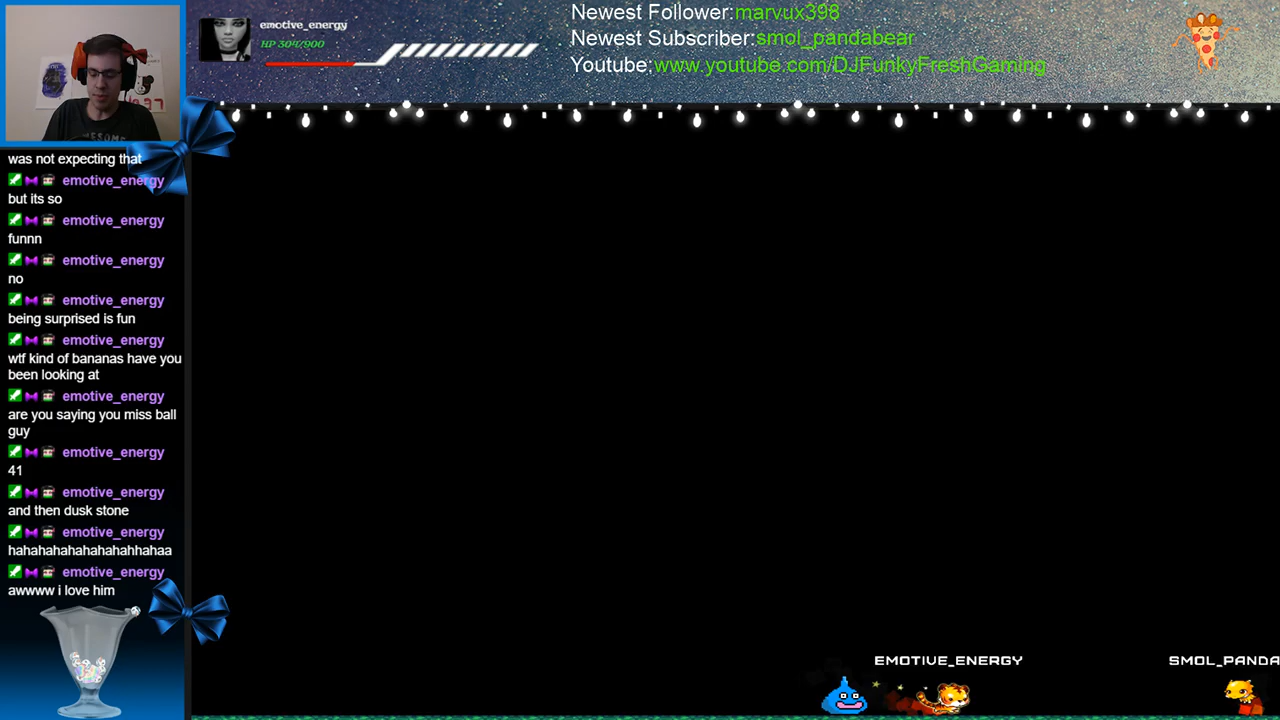 emotive_energy
HP 304/900
Newest Follower:marvux398
Newest Subscriber:smol_pandabear
Youtube:www.youtube.com/DJFunkyFreshGaming
AWESOME
was not expecting that
emotive_energy
but its so
emotive_energy
funnn
emotive_energy
no
emotive_energy
being surprised is fun
emotive_energy
wtf kind of bananas have you
been looking at
emotive_energy
are you saying you miss ball
guy
emotive_energy
41
emotive_energy
and then dusk stone
emotive_energy
hahahahahahahahahhahaa
emotive_energy
awwww i love him
EMOTIVE_ENERGY
SMOL_PANDA